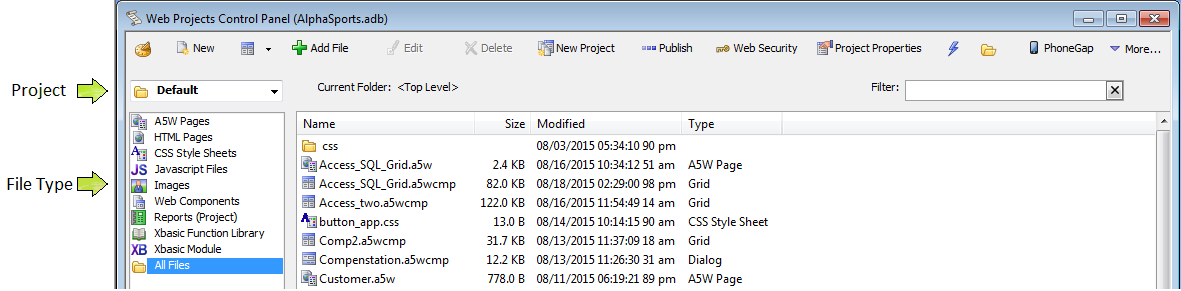 Web Projects Control Panel (AlphaSports.adb)
New Add File Edit Delete New Project Publish Web Security Project Properties PhoneGap More...
Project Default Current Folder: <Top Level> Filter:
File Type
A5W Pages
HTML Pages
CSS Style Sheets
JS Javascript Files
Images
Web Components
Reports (Project)
Xbasic Function Library
XB Xbasic Module
All Files
Name Size Modified Type
css 08/03/2015 05:34:10 90 pm
Access_SQL_Grid.a5w 2.4 KB 08/16/2015 10:34:12 51 am A5W Page
Access_SQL_Grid.a5wcmp 82.0 KB 08/18/2015 02:29:00 98 pm Grid
Access_two.a5wcmp 122.0 KB 08/16/2015 11:54:49 14 am Grid
button_app.css 13.0 B 08/14/2015 10:14:15 90 am CSS Style Sheet
Comp2.a5wcmp 31.7 KB 08/13/2015 11:37:09 18 am Grid
Compenstation.a5wcmp 12.2 KB 08/13/2015 11:26:30 31 am Dialog
Customer.a5w 778.0 B 08/11/2015 06:19:21 89 pm A5W Page